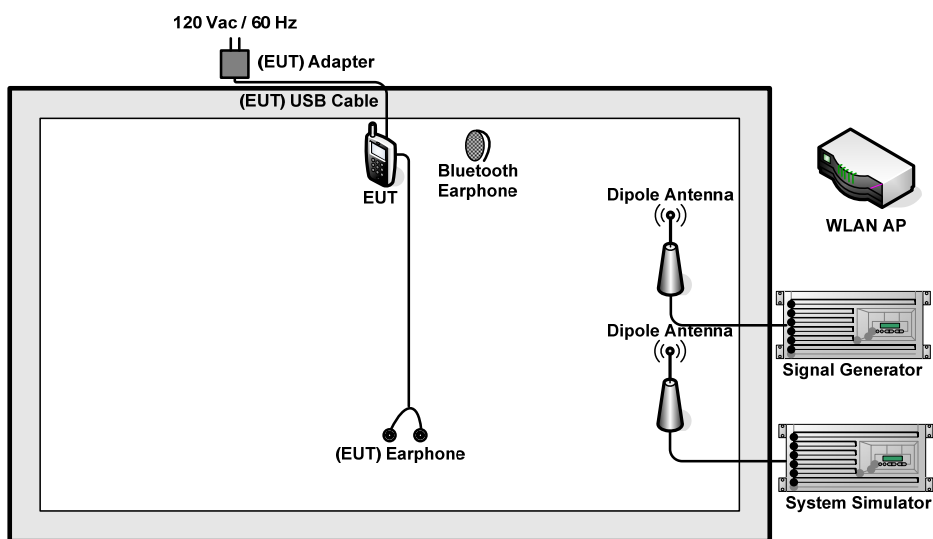 120 Vac / 60 Hz
(EUT) Adapter
(EUT) USB Cable
EUT
Bluetooth
Earphone
Dipole Antenna
WLAN AP
Dipole Antenna
Signal Generator
(EUT) Earphone
System Simulator